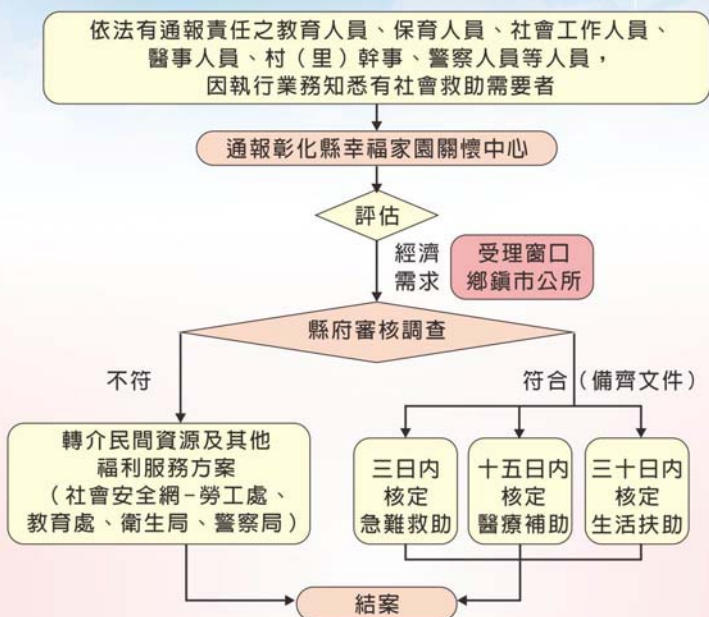 依法有通報責任之教育人員、保育人員、社會工作人員、
醫事人員、村（里）幹事、警察人員等人員，
因執行業務知悉有社會救助需要者
通報彰化縣幸福家園關懷中心
評估
經濟
需求
受理窗口
鄉鎮市公所
縣府審核調查
不符
符合（備齊文件）
轉介民間資源及其他
福利服務方案
（社會安全網-勞工處、
教育處、衛生局、警察局）
三日內
核定
急難救助
十五日內
核定
醫療補助
三十日內
核定
生活扶助
結案